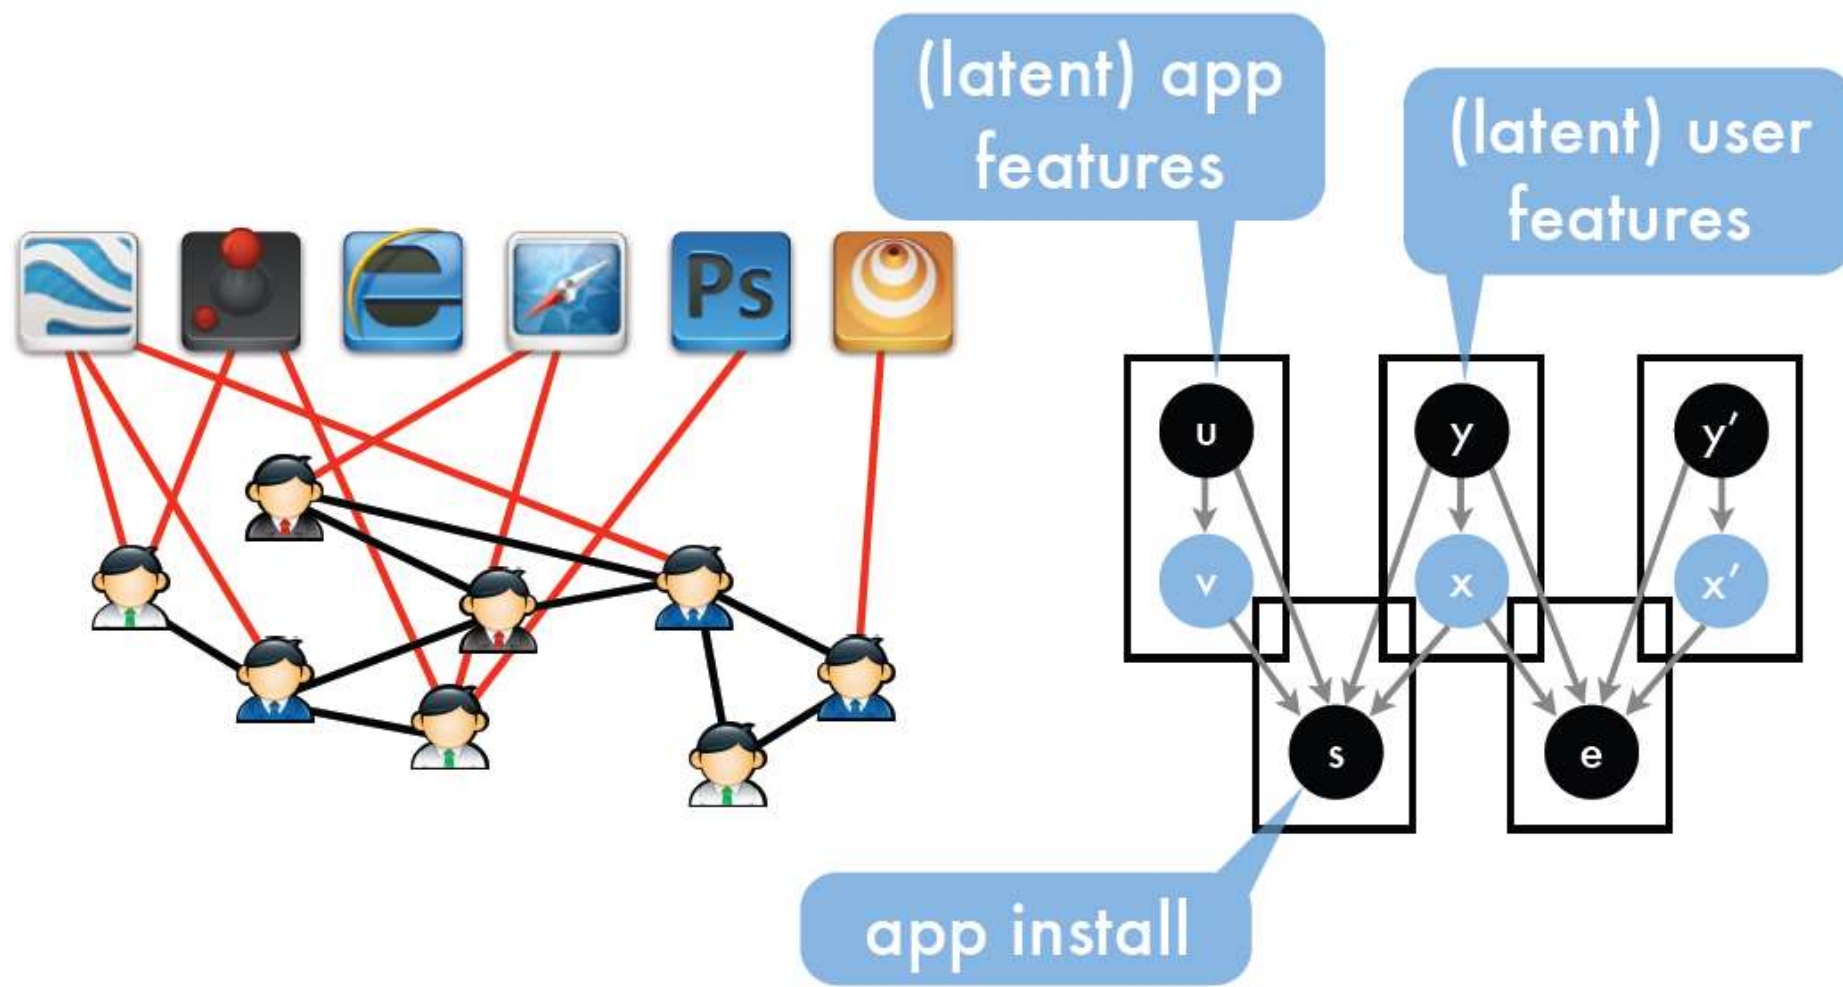 (latent) app
features
(latent) user
features
Ps
u
y
y′
v
x
x′
s
e
app install